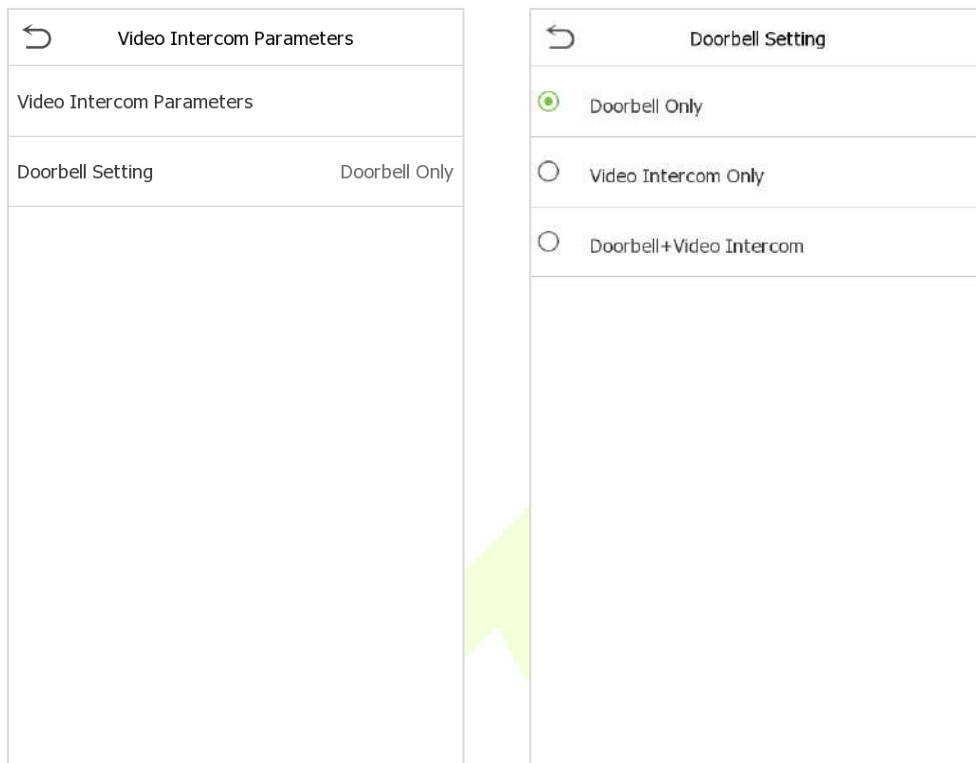 Video Intercom Parameters
Video Intercom Parameters
Doorbell Setting Doorbell Only
Doorbell Setting
Doorbell Only
Video Intercom Only
Doorbell+Video Intercom